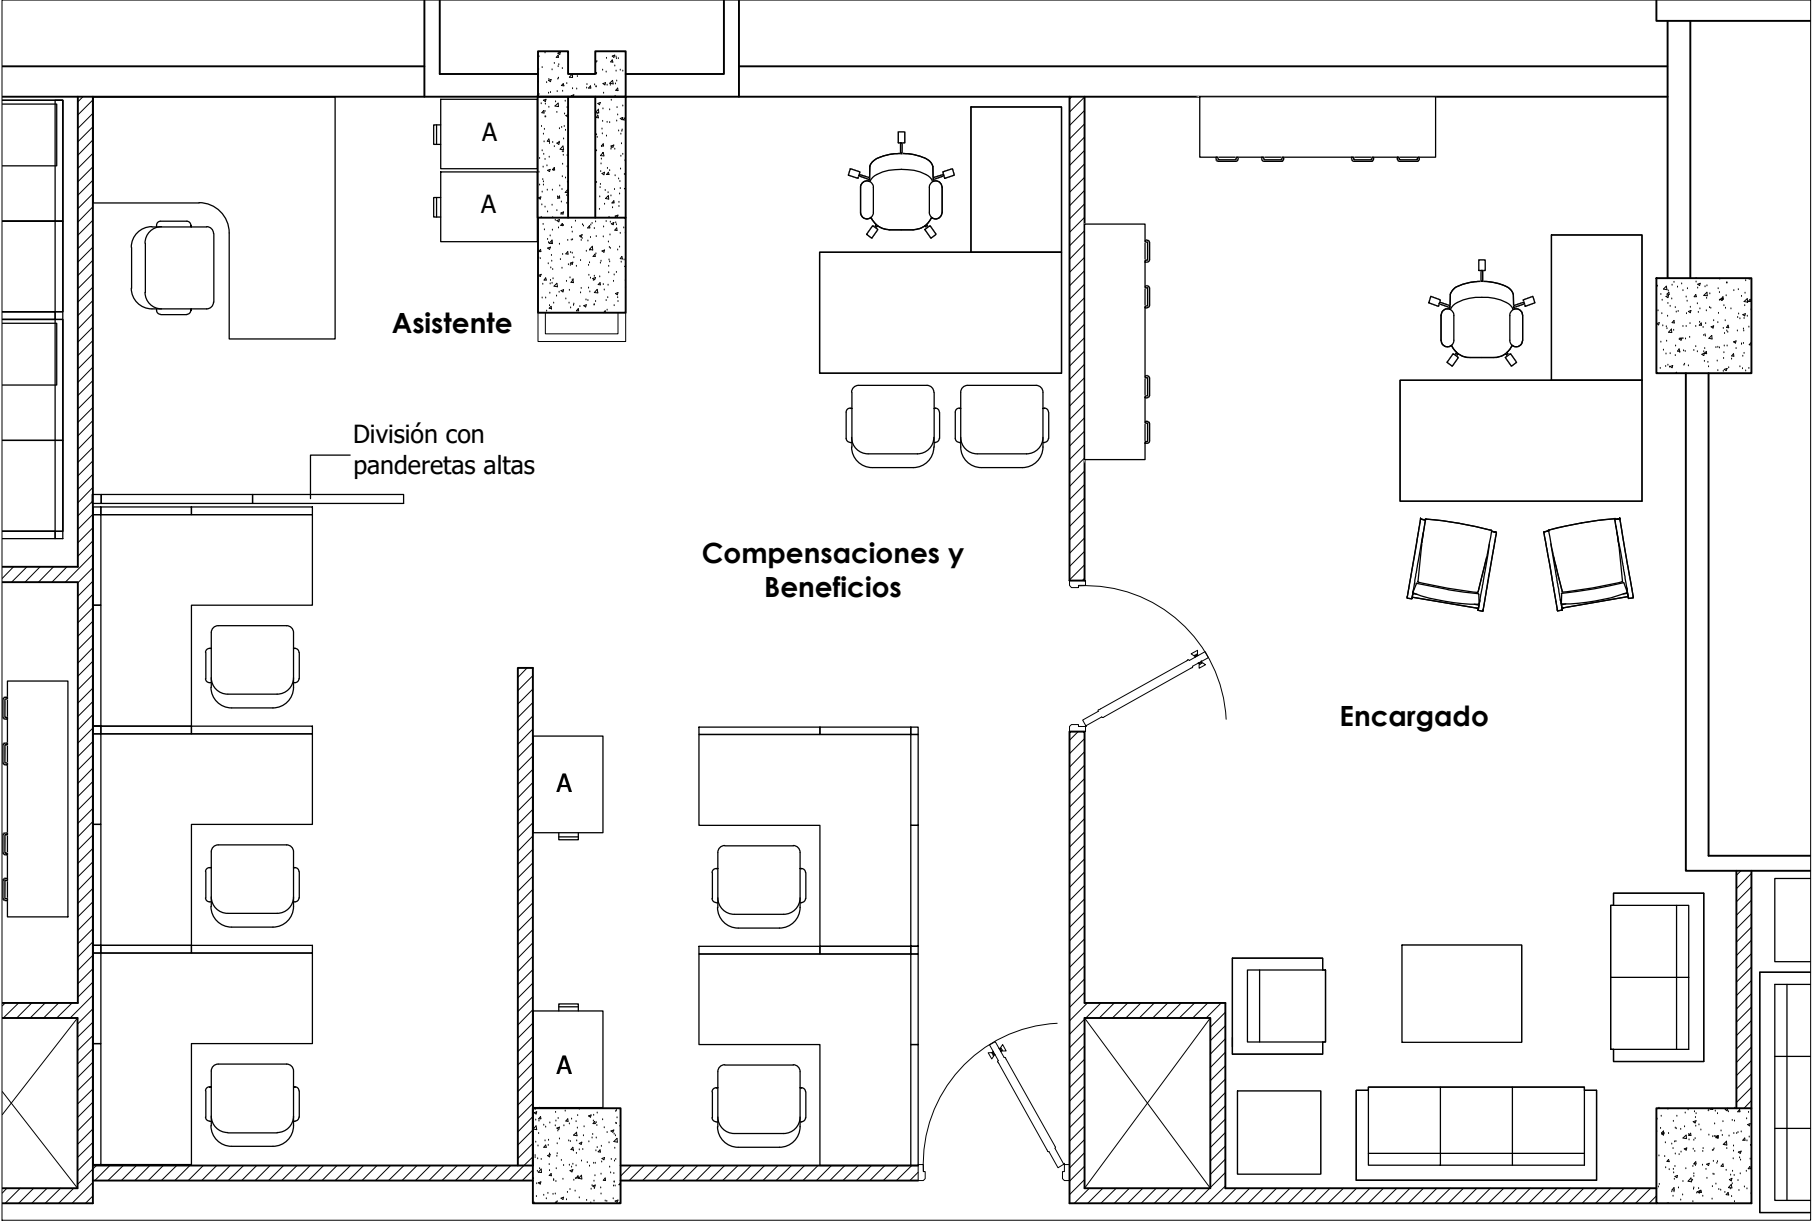 A
A
Asistente
División con
panderetas altas
Compensaciones y
Beneficios
Encargado
A
A